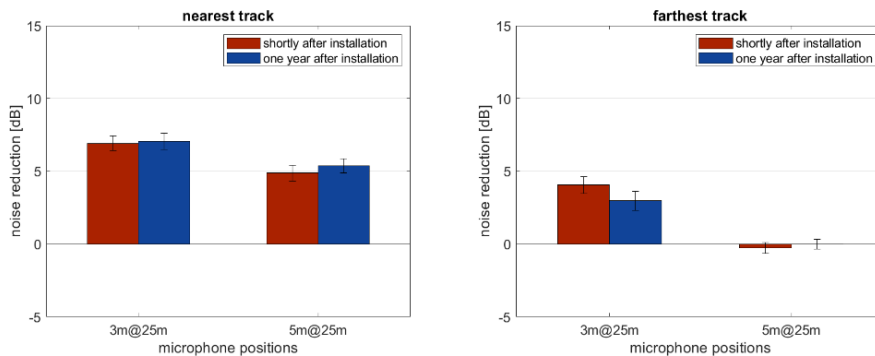 nearest track
15
10
5
0
-5
noise reduction [dB]
shortly after installation
one year after installation
3m@25m
5m@25m
microphone positions
farthest track
15
10
5
0
-5
noise reduction [dB]
shortly after installation
one year after installation
3m@25m
5m@25m
microphone positions